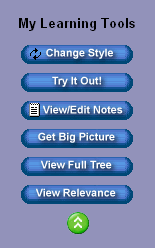 My Learning Tools
Change Style
Try It Out!
View/Edit Notes
Get Big Picture
View Full Tree
View Relevance